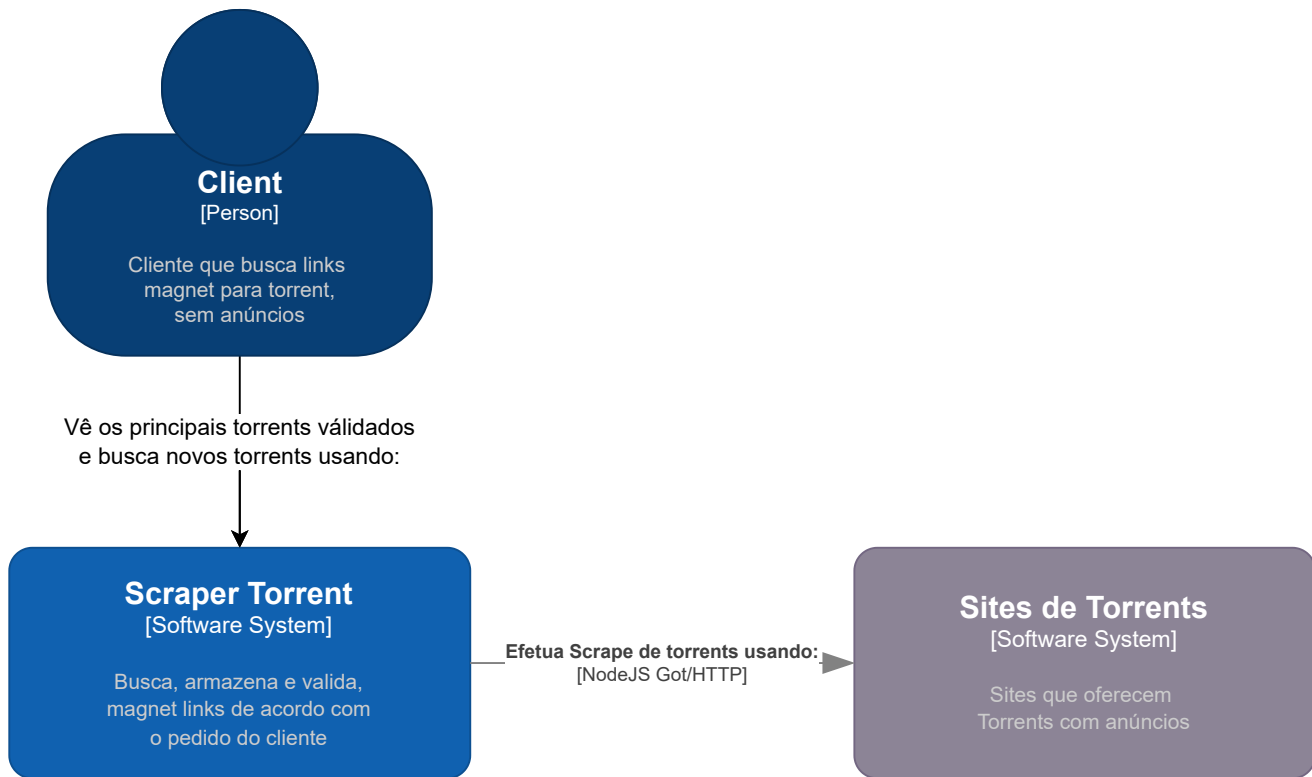 Client
[Person]
Cliente que busca links
magnet para torrent,
sem anúncios
Vê os principais torrents válidados
e busca novos torrents usando:
Scraper Torrent
[Software System]
Busca, armazena e valida,
magnet links de acordo com
o pedido do cliente
Efetua Scrape de torrents usando:
[NodeJS Got/HTTP]
Sites de Torrents
[Software System]
Sites que oferecem
Torrents com anúncios